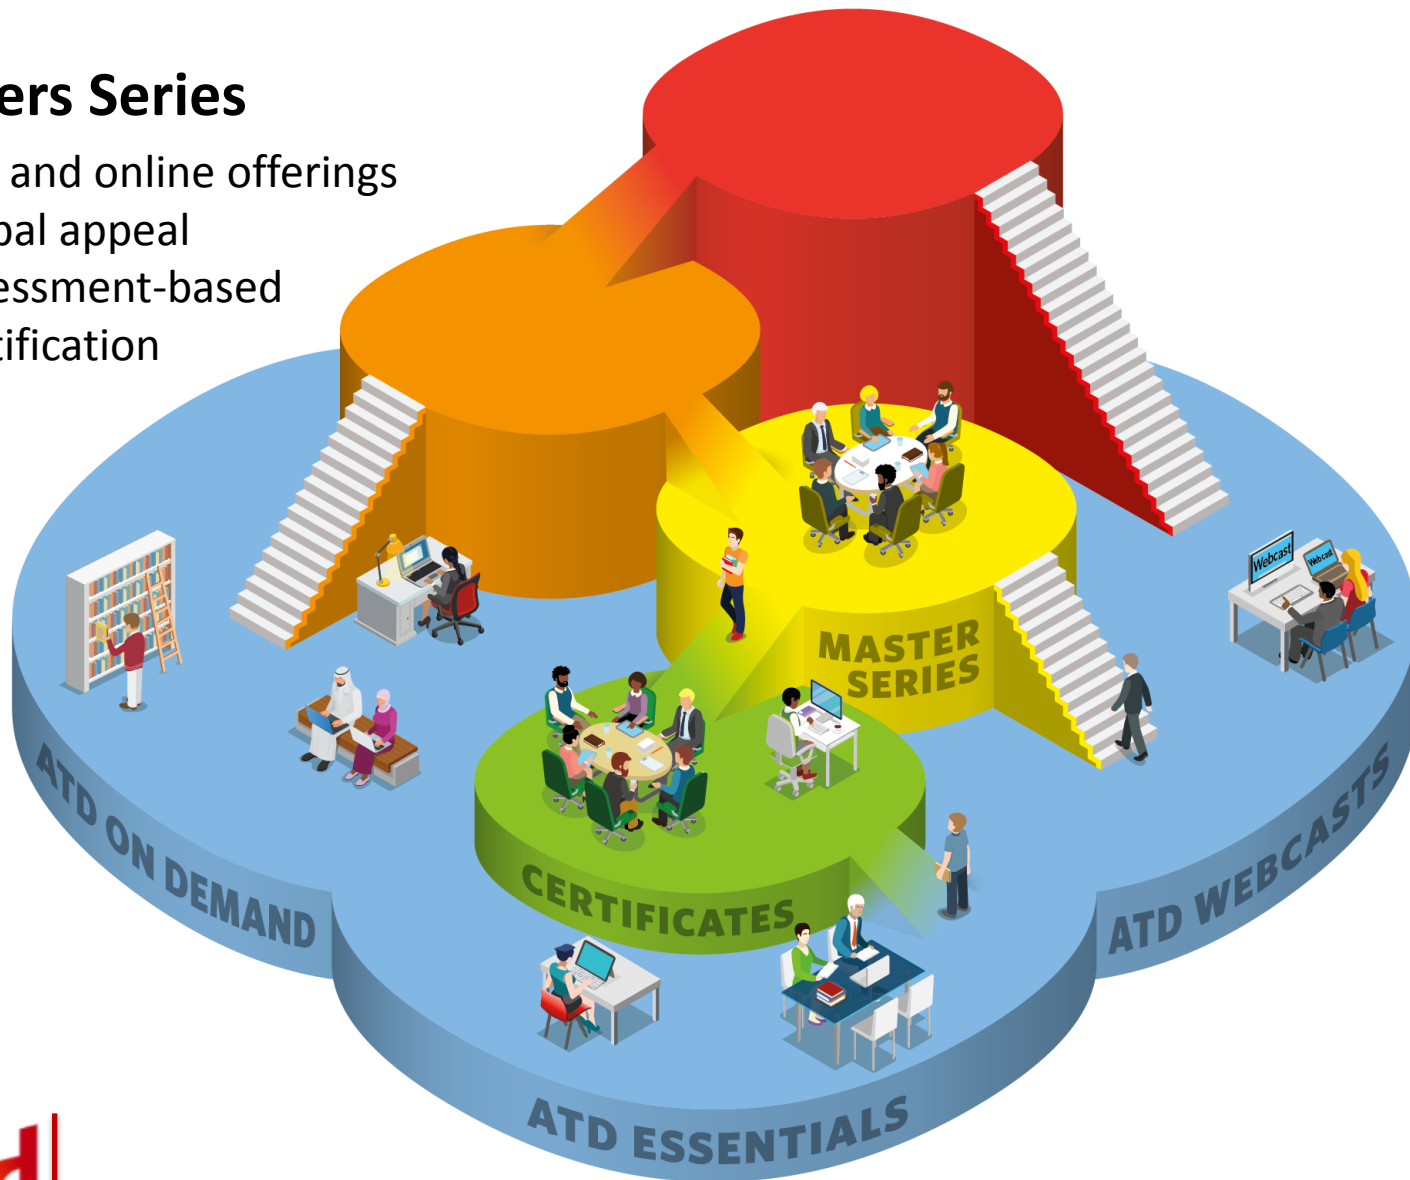 ers Series
and online offerings
bal appeal
essment-based
tification
Webcast
Webcast
MASTER
SERIES
CERTIFICATES
ATD ON DEMAND
ATD WEBCASTS
ATD ESSENTIALS
d